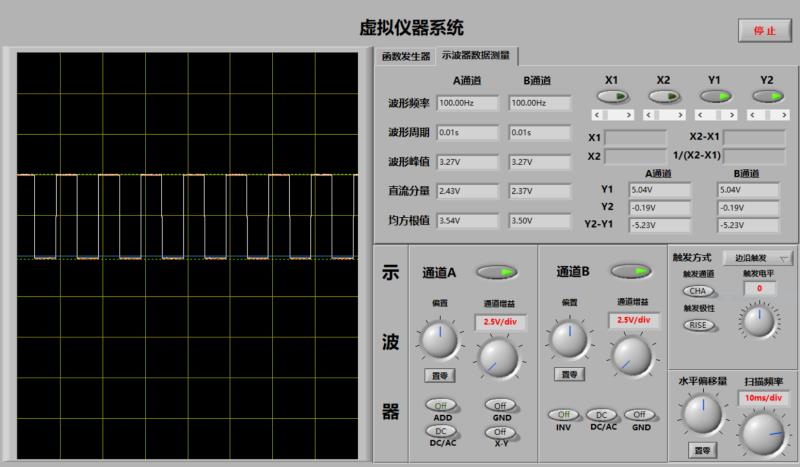 虚拟仪器系统
停止
函数发生器 示波器数据测量
A通道 B通道
波形频率 100.00Hz 100.00Hz
波形周期 0.01s 0.01s
波形峰值 3.27V 3.27V
直流分量 2.43V 2.37V
均方根值 3.54V 3.50V
X1 X2 Y1 Y2
X1 X2-X1
X2 1/(X2-X1)
A通道 B通道
Y1 5.04V 5.04V
Y2 -0.19V -0.19V
Y2-Y1 -5.23V -5.23V
示波器
通道A
偏置 通道增益
2.5V/div
置零
Off Off
ADD GND
DC Off
DC/AC X-Y
通道B
偏置 通道增益
2.5V/div
置零
Off DC Off
INV DC/AC GND
触发方式 边沿触发
触发通道 触发电平
CHA 0
触发极性
RISE
水平偏移量 扫描频率
10ms/div
置零